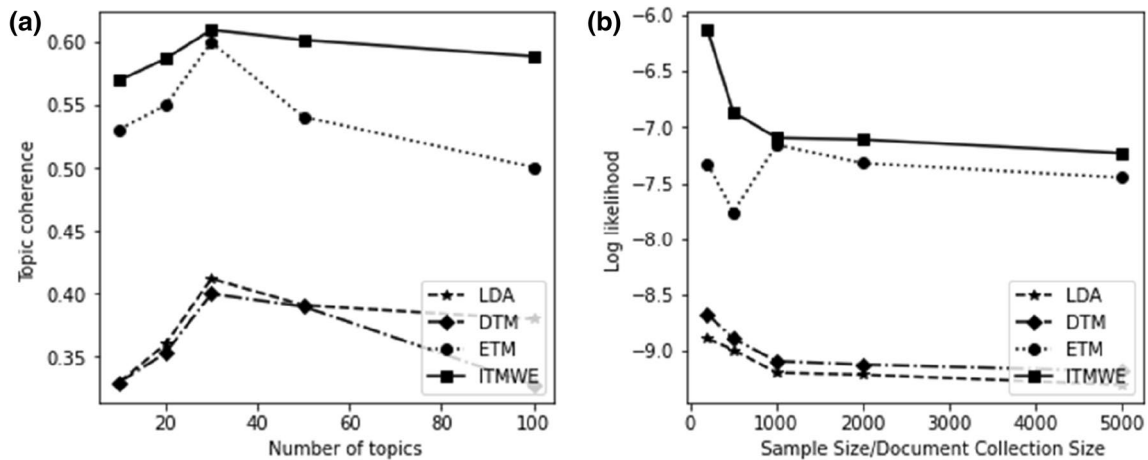 (a)
0.60
0.55
0.50
0.45
0.40
0.35
Topic coherence
20 40 60 80 100
Number of topics
LDA
DTM
ETM
ITMWE
(b)
−6.0
−6.5
−7.0
−7.5
−8.0
−8.5
−9.0
Log likelihood
0 1000 2000 3000 4000 5000
Sample Size/Document Collection Size
LDA
DTM
ETM
ITMWE